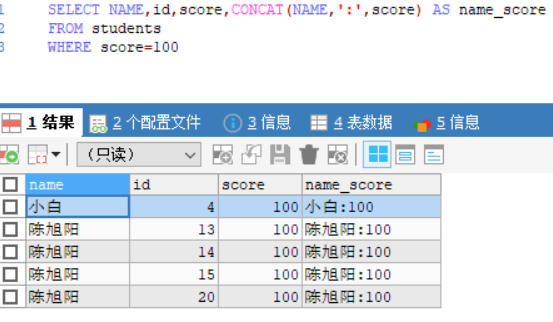 1 SELECT NAME,id,score,CONCAT(NAME,':',score) AS name_score
2 FROM students
3 WHERE score=100
1 结果 2 个配置文件 3 信息 4 表数据 5 信息
（只读）
name id score name_score
小白 4 100 小白:100
陈旭阳 13 100 陈旭阳:100
陈旭阳 14 100 陈旭阳:100
陈旭阳 15 100 陈旭阳:100
陈旭阳 20 100 陈旭阳:100